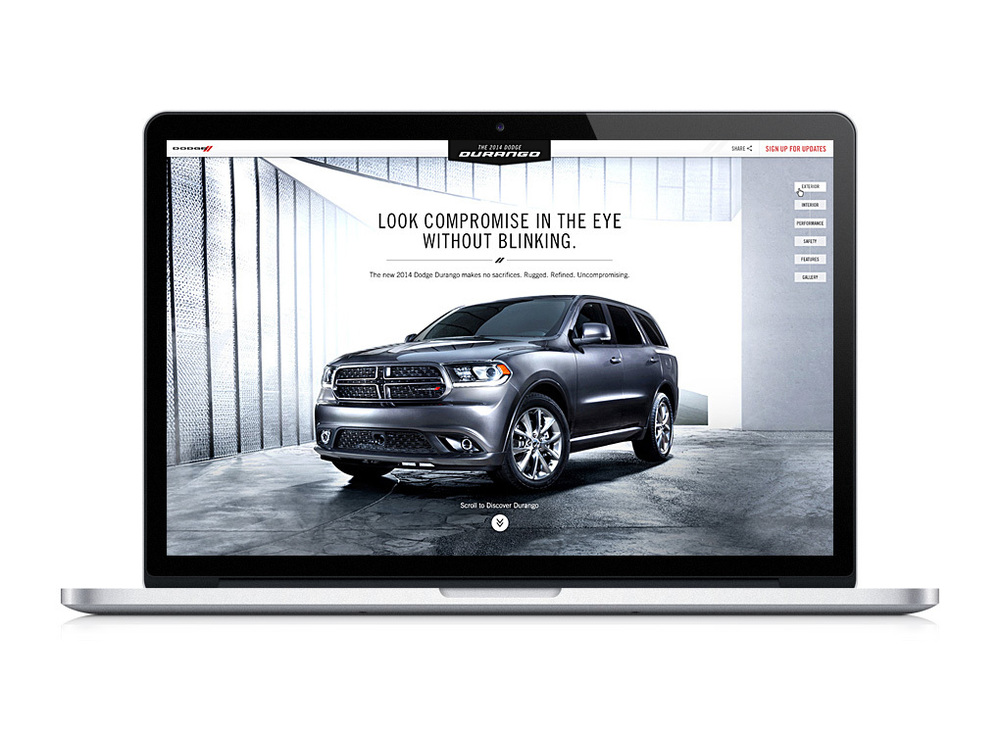 DODGE
THE 2014 DODGE
DURANGO
SHARE
SIGN UP FOR UPDATES
EXTERIOR
INTERIOR
PERFORMANCE
SAFETY
FEATURES
GALLERY
LOOK COMPROMISE IN THE EYE
WITHOUT BLINKING.
The new 2014 Dodge Durango makes no sacrifices. Rugged. Refined. Uncompromising.
Scroll to Discover Durango